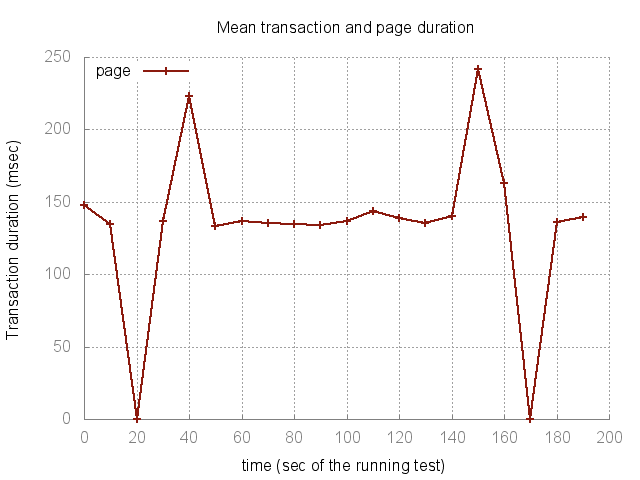 Mean transaction and page duration
250
page
200
150
100
50
0
0 20 40 60 80 100 120 140 160 180 200
Transaction duration (msec)
time (sec of the running test)